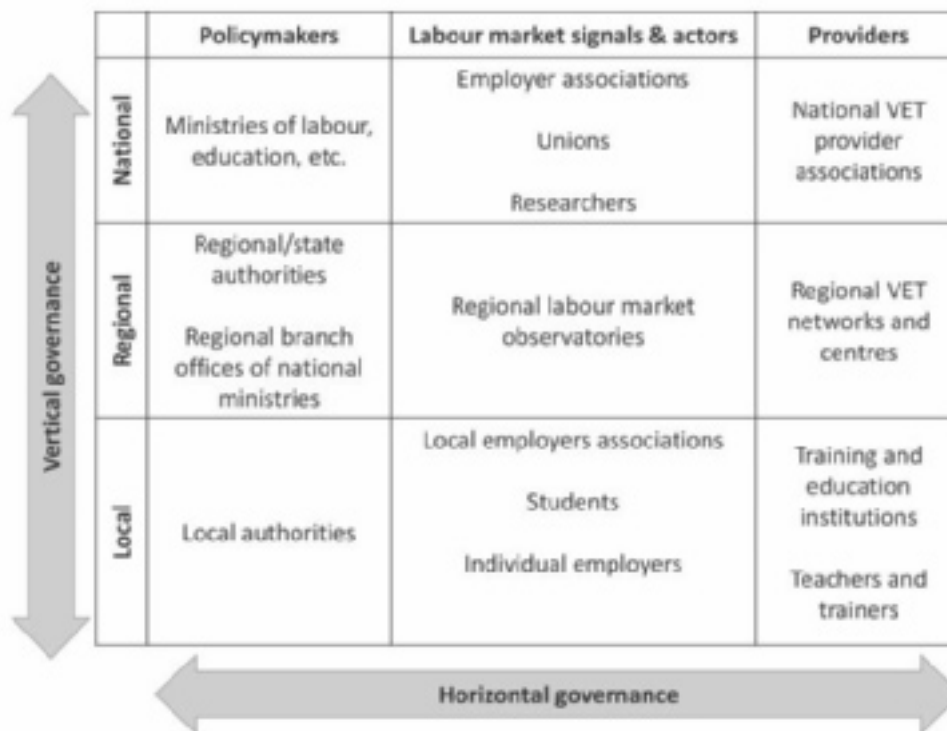 Policymakers
Labour market signals & actors
Providers
National
Ministries of labour,
education, etc.
Employer associations
Unions
Researchers
National VET
provider
associations
Regional
Regional/state
authorities
Regional branch
offices of national
ministries
Regional labour market
observatories
Regional VET
networks and
centres
Local
Local authorities
Local employers associations
Students
Individual employers
Training and
education
institutions
Teachers and
trainers
Vertical governance
Horizontal governance